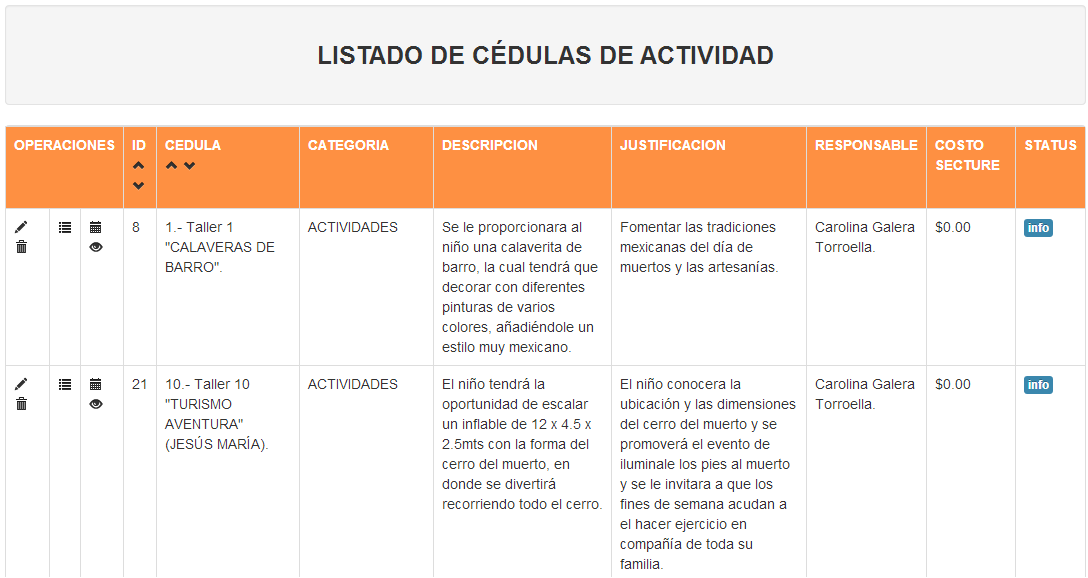 LISTADO DE CÉDULAS DE ACTIVIDAD
OPERACIONES
ID
CEDULA
CATEGORIA
DESCRIPCION
JUSTIFICACION
RESPONSABLE
COSTO
SECTURE
STATUS
8
1.- Taller 1
"CALAVERAS DE
BARRO".
ACTIVIDADES
Se le proporcionara al
niño una calaverita de
barro, la cual tendrá que
decorar con diferentes
pinturas de varios
colores, añadiéndole un
estilo muy mexicano.
Fomentar las tradiciones
mexicanas del día de
muertos y las artesanías.
Carolina Galera
Torroella.
$0.00
info
21
10.- Taller 10
"TURISMO
AVENTURA"
(JESÚS MARÍA).
ACTIVIDADES
El niño tendrá la
oportunidad de escalar
un inflable de 12 x 4.5 x
2.5mts con la forma del
cerro del muerto, en
donde se divertirá
recorriendo todo el cerro.
El niño conocera la
ubicación y las dimensiones
del cerro del muerto y se
promoverá el evento de
iluminale los pies al muerto
y se le invitara a que los
fines de semana acudan a
el hacer ejercicio en
compañía de toda su
familia.
Carolina Galera
Torroella.
$0.00
info